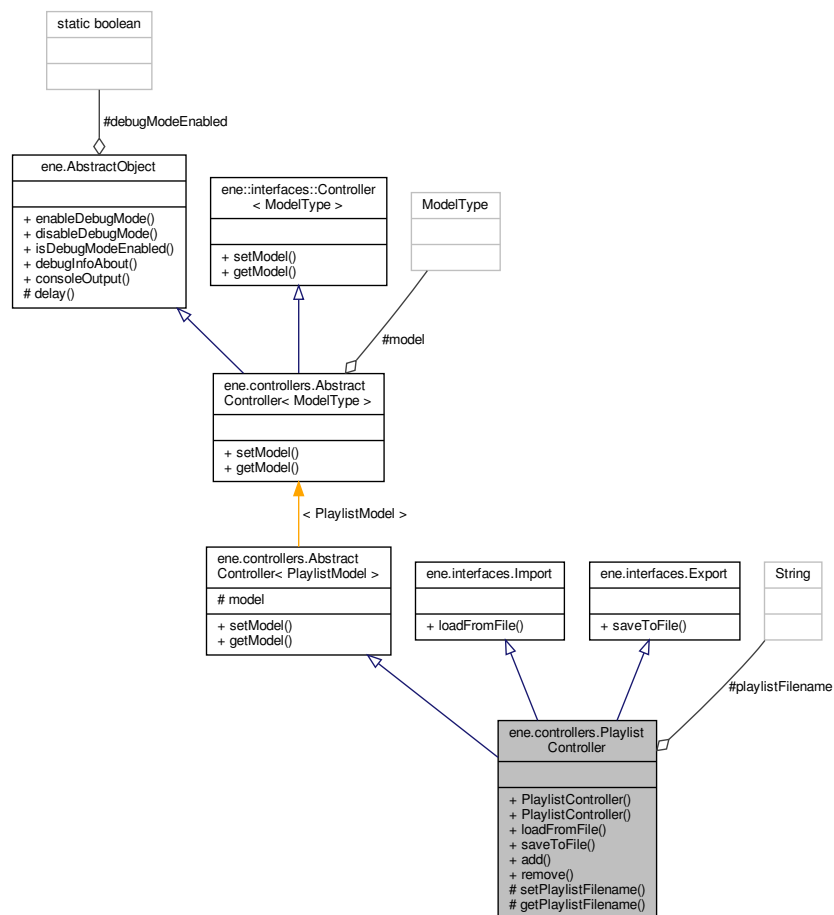 static boolean
#debugModeEnabled
ene.AbstractObject
+ enableDebugMode()
+ disableDebugMode()
+ isDebugModeEnabled()
+ debugInfoAbout()
+ consoleOutput()
# delay()
ene::interfaces::Controller
< ModelType >
+ setModel()
+ getModel()
ModelType
#model
ene.controllers.Abstract
Controller< ModelType >
+ setModel()
+ getModel()
< PlaylistModel >
ene.controllers.Abstract
Controller< PlaylistModel >
# model
+ setModel()
+ getModel()
ene.interfaces.Import
+ loadFromFile()
ene.interfaces.Export
+ saveToFile()
String
#playlistFilename
ene.controllers.Playlist
Controller
+ PlaylistController()
+ PlaylistController()
+ loadFromFile()
+ saveToFile()
+ add()
+ remove()
# setPlaylistFilename()
# getPlaylistFilename()